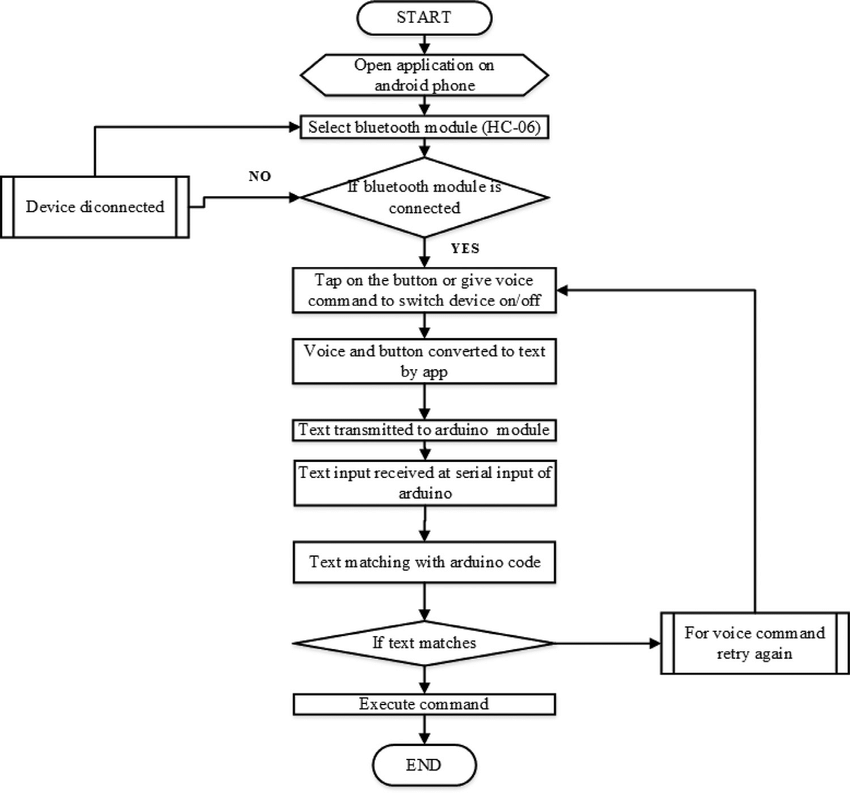 START
Open application on
android phone
Select bluetooth module (HC-06)
NO
If bluetooth module is
connected
Device diconnected
YES
Tap on the button or give voice
command to switch device on/off
Voice and button converted to text
by app
Text transmitted to arduino module
Text input received at serial input of
arduino
Text matching with arduino code
If text matches
For voice command
retry again
Execute command
END